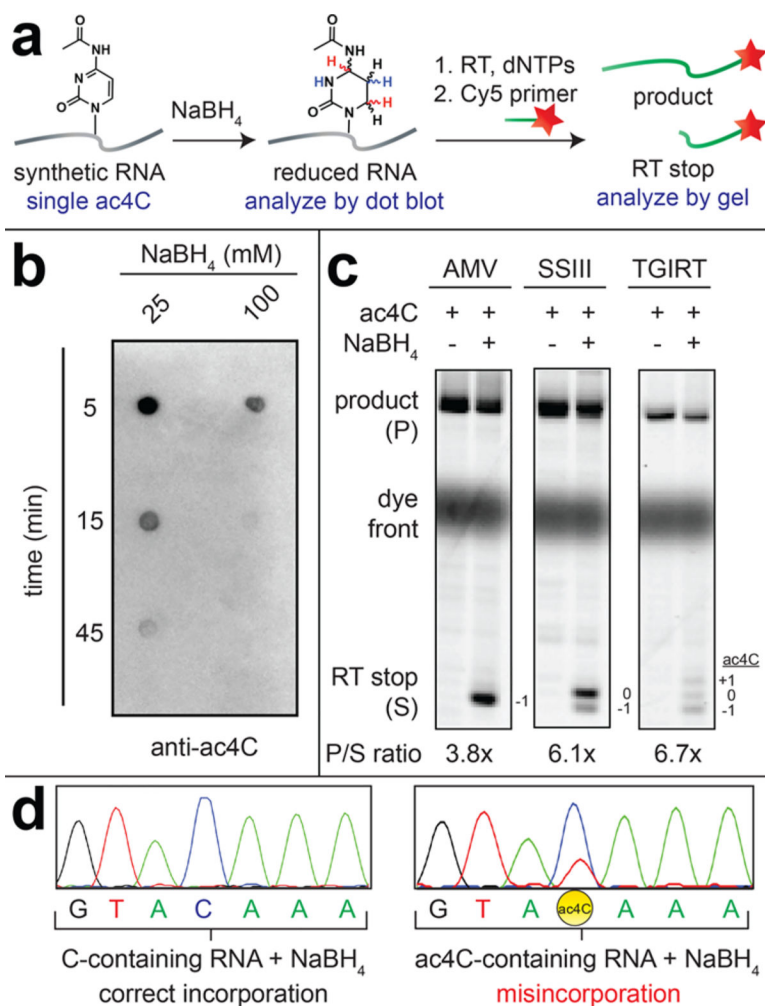 a
O
NH
N
O
N
synthetic RNA
single ac4C
NaBH4
O
NH
H
H
HN
H
O
N
H
H
reduced RNA
analyze by dot blot
1. RT, dNTPs
2. Cy5 primer
product
RT stop
analyze by gel
b
NaBH4 (mM)
25
100
time (min)
5
15
45
anti-ac4C
c
AMV SSIII TGIRT
ac4C + + + + + +
NaBH4 - + - + - +
product
(P)
dye
front
RT stop
(S)
-1
0
-1
ac4C
+1
0
-1
P/S ratio 3.8x 6.1x 6.7x
d
G T A C A A A
C-containing RNA + NaBH4
correct incorporation
G T A ac4C A A A
ac4C-containing RNA + NaBH4
misincorporation